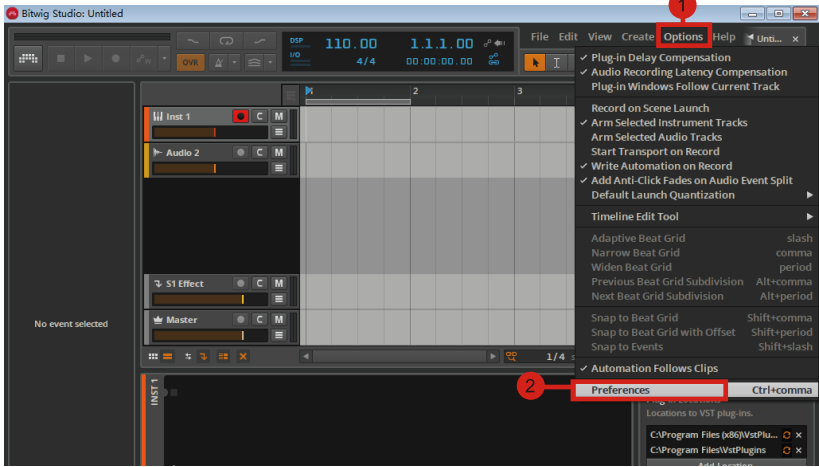 Bitwig Studio: Untitled
1
DSP
I/O
110.00
4/4
1.1.1.00
00:00:00.00
OVR
File Edit View Create Options Help Unti... x
Plug-in Delay Compensation
Audio Recording Latency Compensation
Plug-in Windows Follow Current Track
Record on Scene Launch
Arm Selected Instrument Tracks
Arm Selected Audio Tracks
Start Transport on Record
Write Automation on Record
Add Anti-Click Fades on Audio Event Split
Default Launch Quantization
Timeline Edit Tool
Adaptive Beat Grid slash
Narrow Beat Grid comma
Widen Beat Grid period
Previous Beat Grid Subdivision Alt+comma
Next Beat Grid Subdivision Alt+period
Snap to Beat Grid Shift+comma
Snap to Beat Grid with Offset Shift+period
Snap to Events Shift+slash
Automation Follows Clips
2
Preferences Ctrl+comma
2 3
Inst 1 C M
Audio 2 C M
S1 Effect C M
Master C M
No event selected
1/4
INST 1
Locations to VST plug-ins.
C:\Program Files (x86)\VstPlu...
C:\Program Files\VstPlugins
Add Location